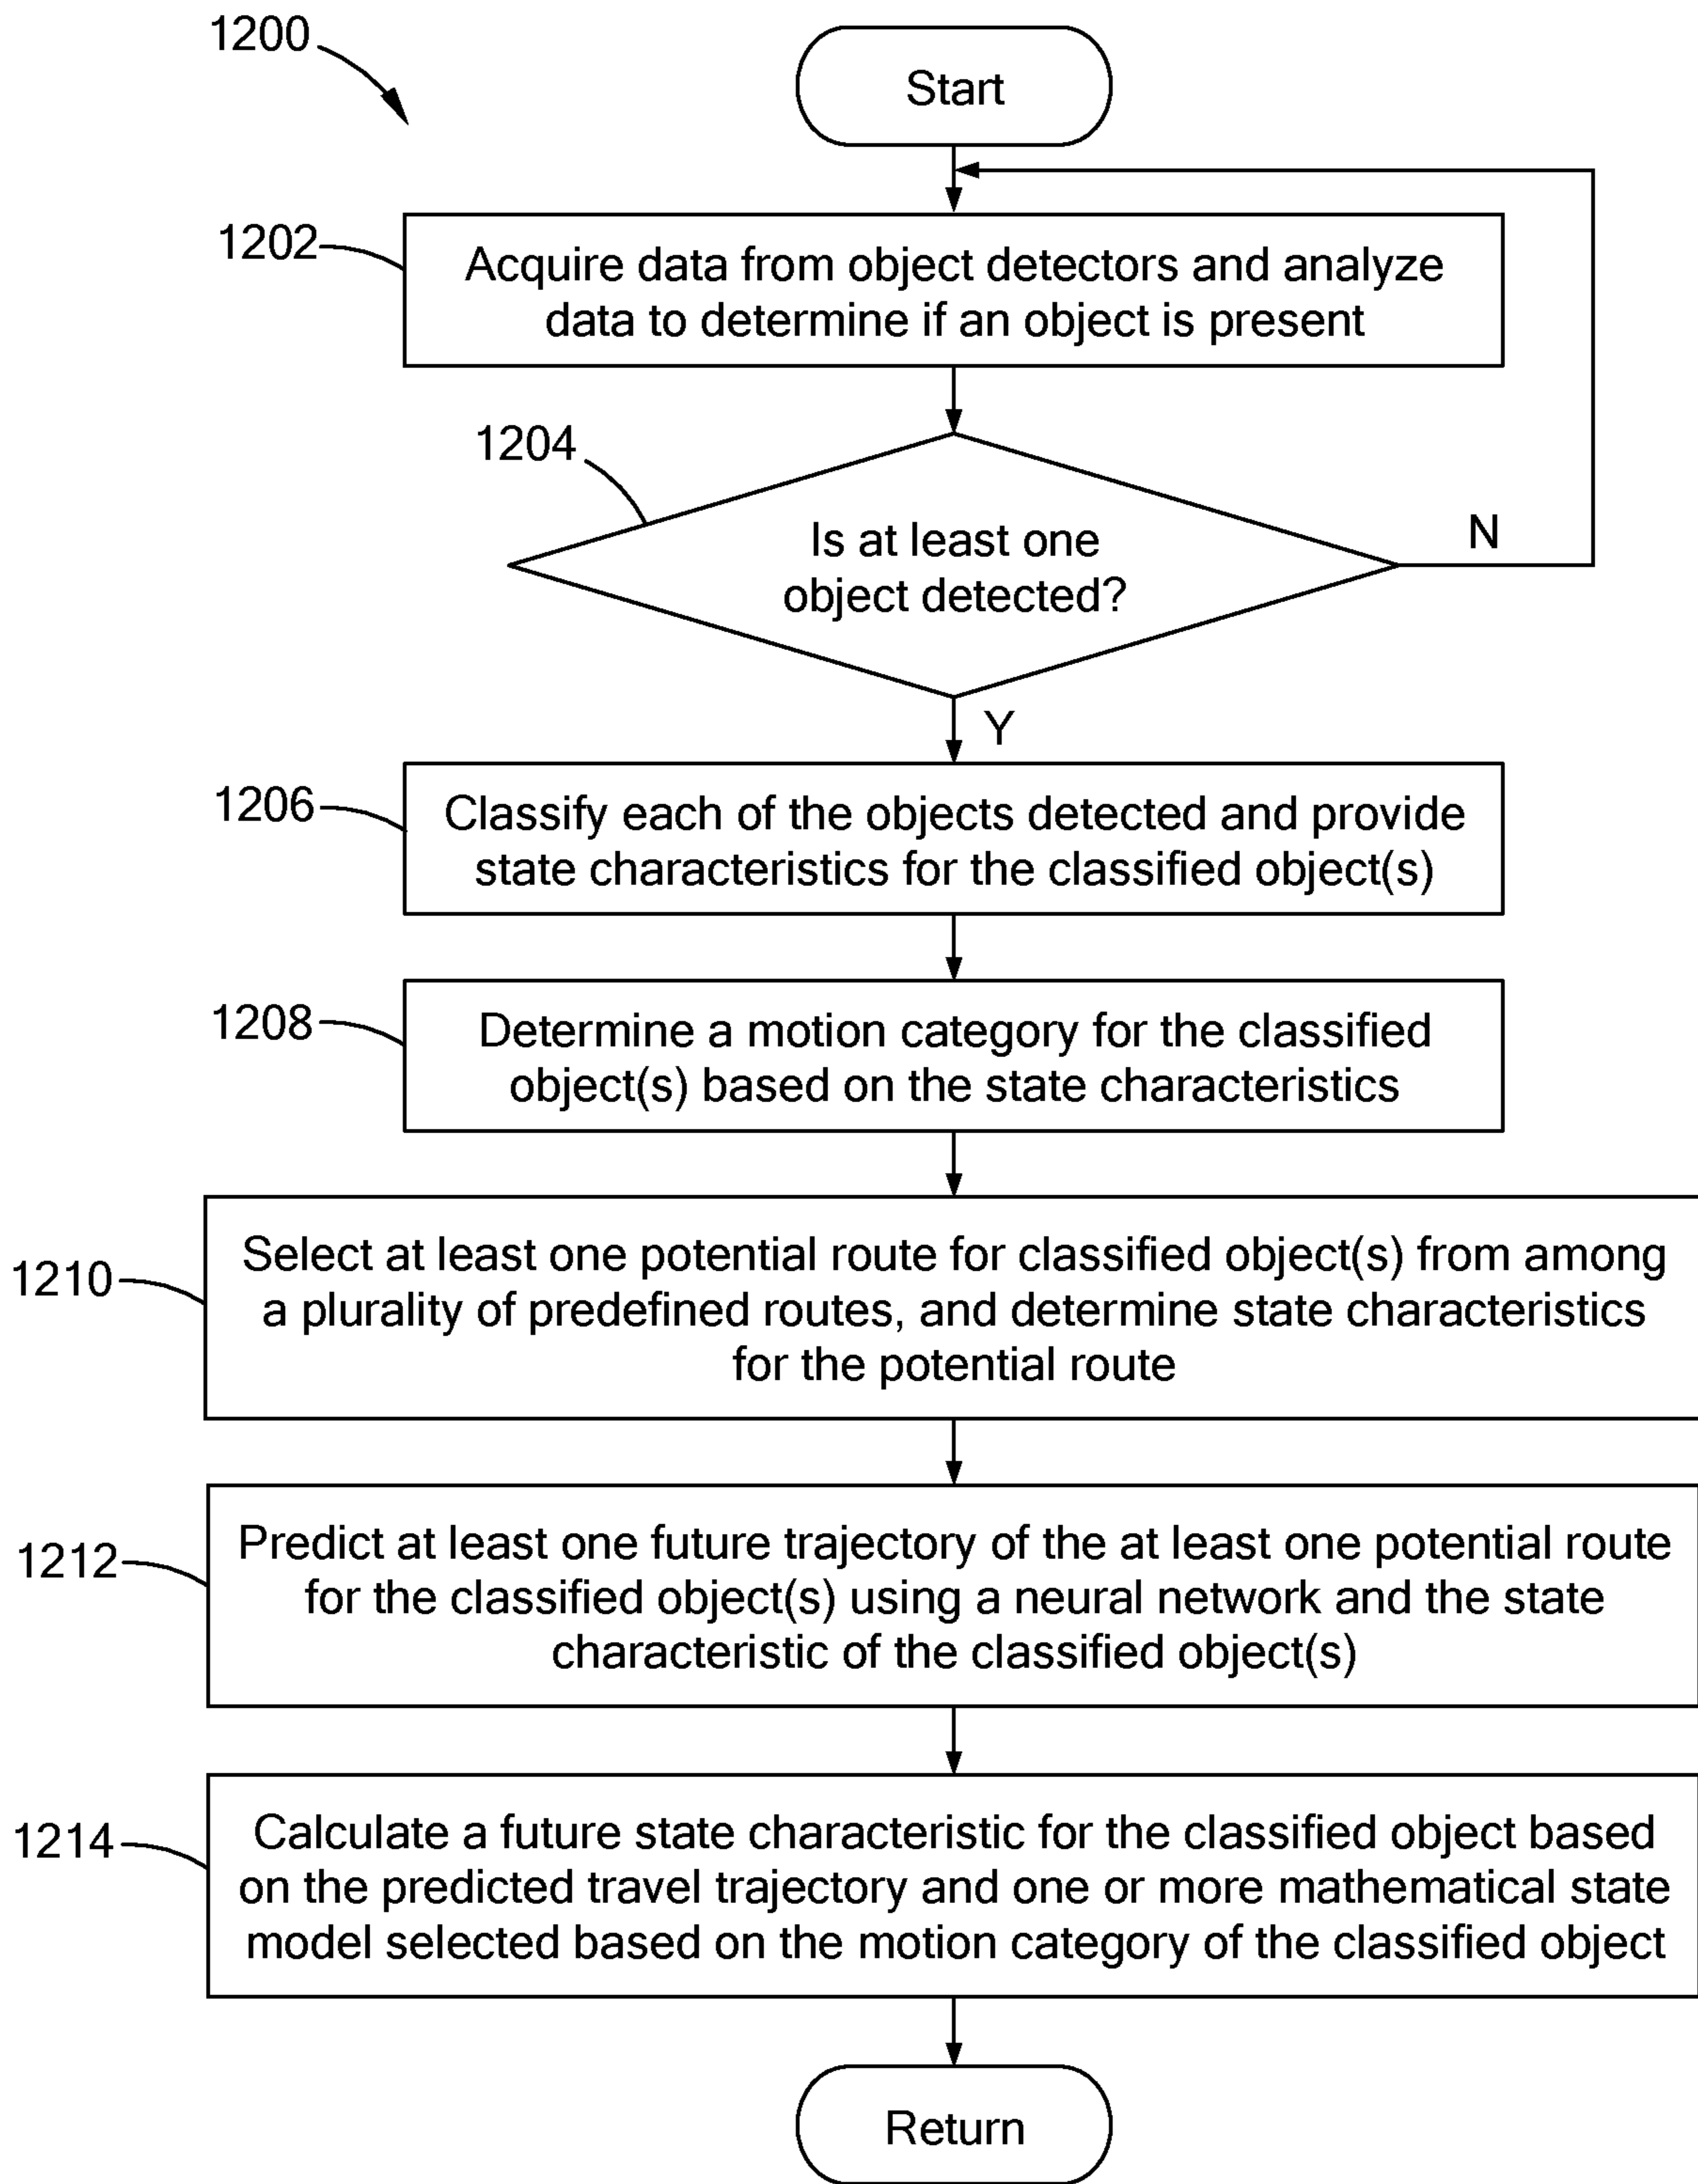 1200
Start
1202
Acquire data from object detectors and analyze
data to determine if an object is present
1204
Is at least one
object detected?
N
Y
1206
Classify each of the objects detected and provide
state characteristics for the classified object(s)
1208
Determine a motion category for the classified
object(s) based on the state characteristics
1210
Select at least one potential route for classified object(s) from among
a plurality of predefined routes, and determine state characteristics
for the potential route
1212
Predict at least one future trajectory of the at least one potential route
for the classified object(s) using a neural network and the state
characteristic of the classified object(s)
1214
Calculate a future state characteristic for the classified object based
on the predicted travel trajectory and one or more mathematical state
model selected based on the motion category of the classified object
Return